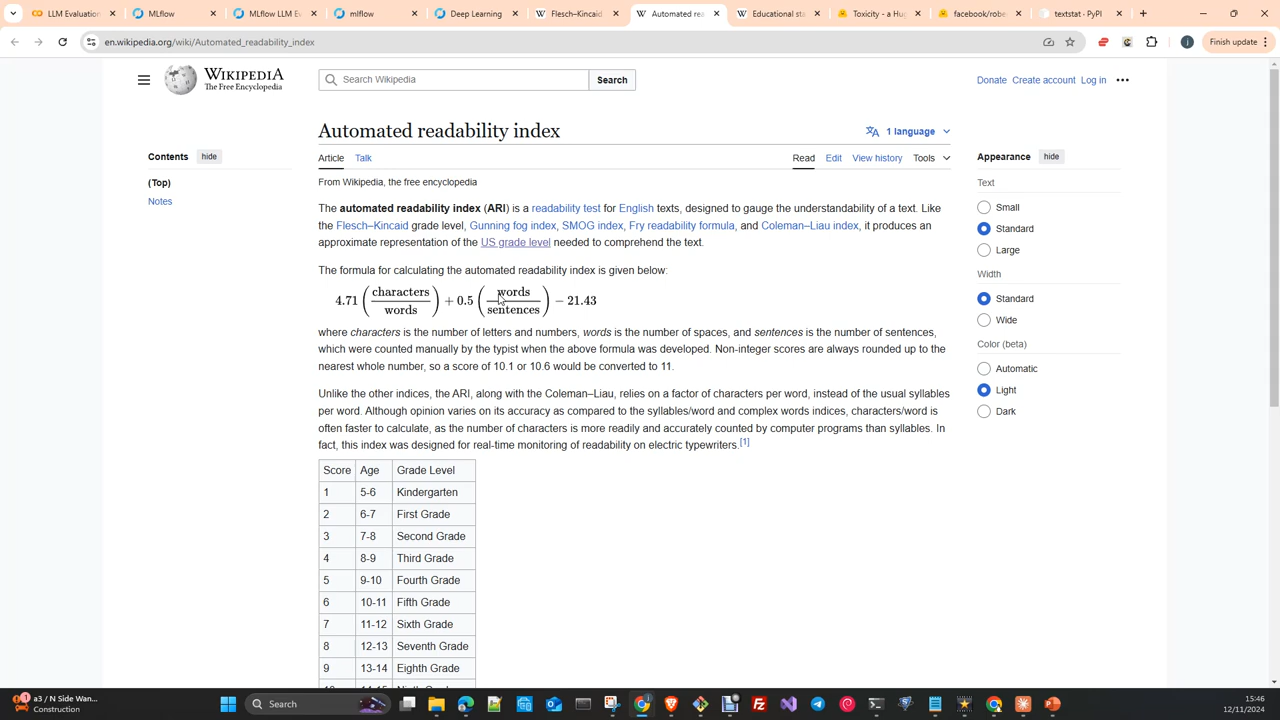 LLM Evaluation
MLflow
MLflow LLM E
mlflow
Deep Learning
Flesch–Kincaid
Automated rea
Educational sta
Toxicity - a Hu
facebook/robe
textstat · PyPI
en.wikipedia.org/wiki/Automated_readability_index
Finish update
WIKIPEDIA
The Free Encyclopedia
Search Wikipedia
Search
Donate Create account Log in
Automated readability index
1 language
Contents hide
(Top)
Notes
Article Talk
Read Edit View history Tools
From Wikipedia, the free encyclopedia
The automated readability index (ARI) is a readability test for English texts, designed to gauge the understandability of a text. Like
the Flesch–Kincaid grade level, Gunning fog index, SMOG index, Fry readability formula, and Coleman–Liau index, it produces an
approximate representation of the US grade level needed to comprehend the text.
The formula for calculating the automated readability index is given below:
4.71 (characters/words) + 0.5 (words/sentences) − 21.43
where characters is the number of letters and numbers, words is the number of spaces, and sentences is the number of sentences,
which were counted manually by the typist when the above formula was developed. Non-integer scores are always rounded up to the
nearest whole number, so a score of 10.1 or 10.6 would be converted to 11.
Unlike the other indices, the ARI, along with the Coleman–Liau, relies on a factor of characters per word, instead of the usual syllables
per word. Although opinion varies on its accuracy as compared to the syllables/word and complex words indices, characters/word is
often faster to calculate, as the number of characters is more readily and accurately counted by computer programs than syllables. In
fact, this index was designed for real-time monitoring of readability on electric typewriters.[1]
Score Age Grade Level
1 5-6 Kindergarten
2 6-7 First Grade
3 7-8 Second Grade
4 8-9 Third Grade
5 9-10 Fourth Grade
6 10-11 Fifth Grade
7 11-12 Sixth Grade
8 12-13 Seventh Grade
9 13-14 Eighth Grade
Appearance hide
Text
Small
Standard
Large
Width
Standard
Wide
Color (beta)
Automatic
Light
Dark
a3 / N Side Wan...
Construction
Search
15:46
12/11/2024